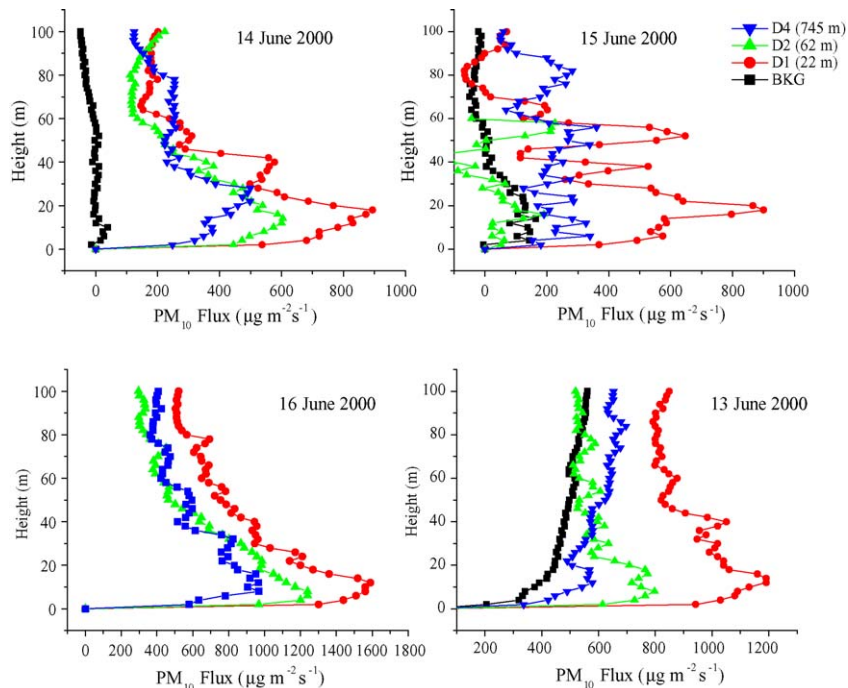 14 June 2000
100
80
60
40
20
0
Height (m)
0 200 400 600 800 1000
PM10 Flux (μg m-2s-1)
15 June 2000
D4 (745 m)
D2 (62 m)
D1 (22 m)
BKG
100
80
60
40
20
0
Height (m)
0 200 400 600 800 1000
PM10 Flux (μg m-2s-1)
16 June 2000
100
80
60
40
20
0
Height (m)
0 200 400 600 800 1000 1200 1400 1600 1800
PM10 Flux (μg m-2s-1)
13 June 2000
100
80
60
40
20
0
Height (m)
200 400 600 800 1000 1200 1400
100
PM10 Flux (μg m-2s-1)